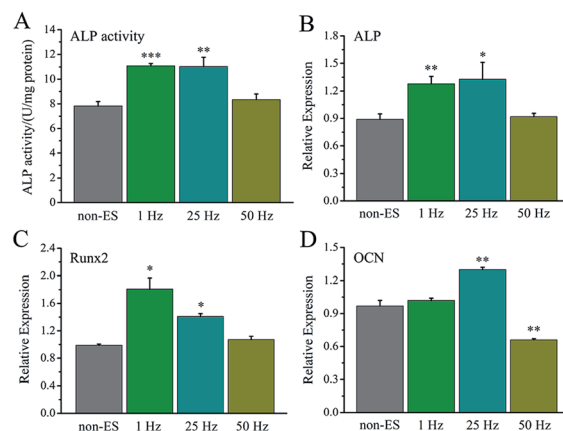 A
ALP activity
ALP activity/(U/mg protein)
14
12
10
8
6
4
2
0
***
**
non-ES 1 Hz 25 Hz 50 Hz
B
ALP
Relative Expression
1.8
1.5
1.2
0.9
0.6
0.3
0.0
**
*
non-ES 1 Hz 25 Hz 50 Hz
C
Runx2
Relative Expression
2.4
2.0
1.6
1.2
0.8
0.4
0.0
*
*
non-ES 1 Hz 25 Hz 50 Hz
D
OCN
Relative Expression
1.5
1.2
0.9
0.6
0.3
0.0
**
**
non-ES 1 Hz 25 Hz 50 Hz